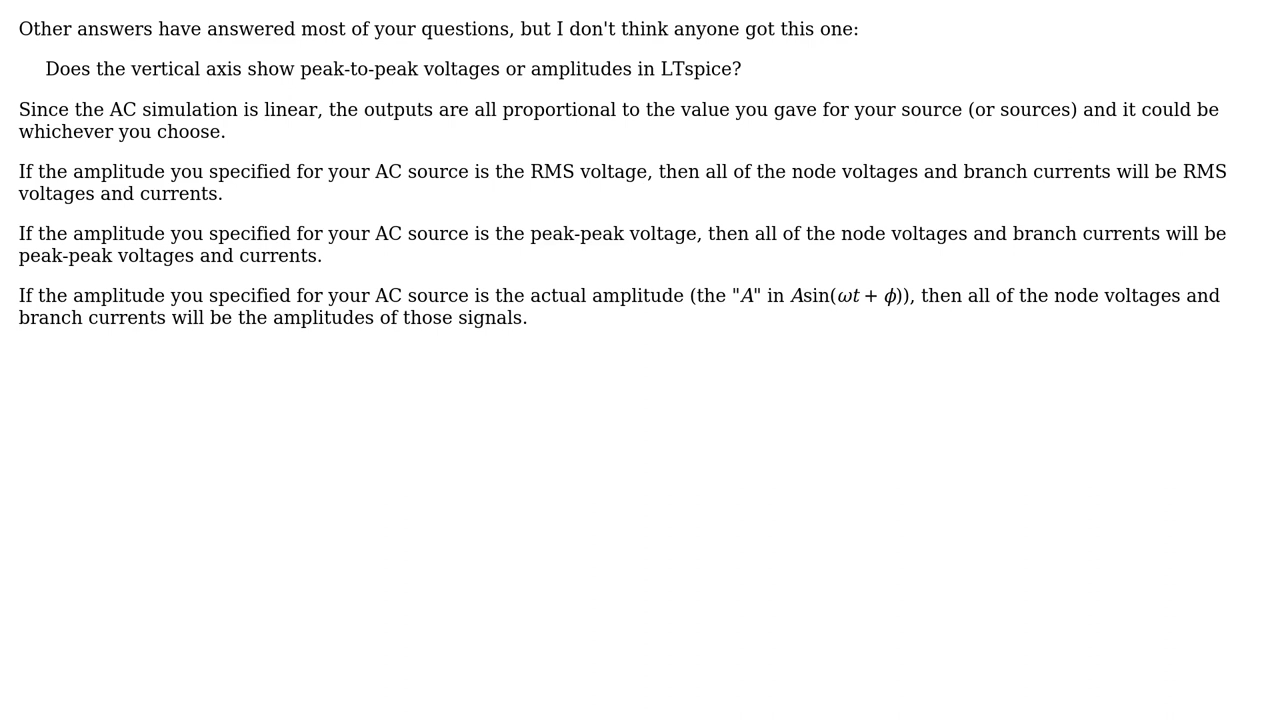 Other answers have answered most of your questions, but I don't think anyone got this one:
Does the vertical axis show peak-to-peak voltages or amplitudes in LTspice?
Since the AC simulation is linear, the outputs are all proportional to the value you gave for your source (or sources) and it could be
whichever you choose.
If the amplitude you specified for your AC source is the RMS voltage, then all of the node voltages and branch currents will be RMS
voltages and currents.
If the amplitude you specified for your AC source is the peak-peak voltage, then all of the node voltages and branch currents will be
peak-peak voltages and currents.
If the amplitude you specified for your AC source is the actual amplitude (the "A" in Asin(ωt + ϕ)), then all of the node voltages and
branch currents will be the amplitudes of those signals.